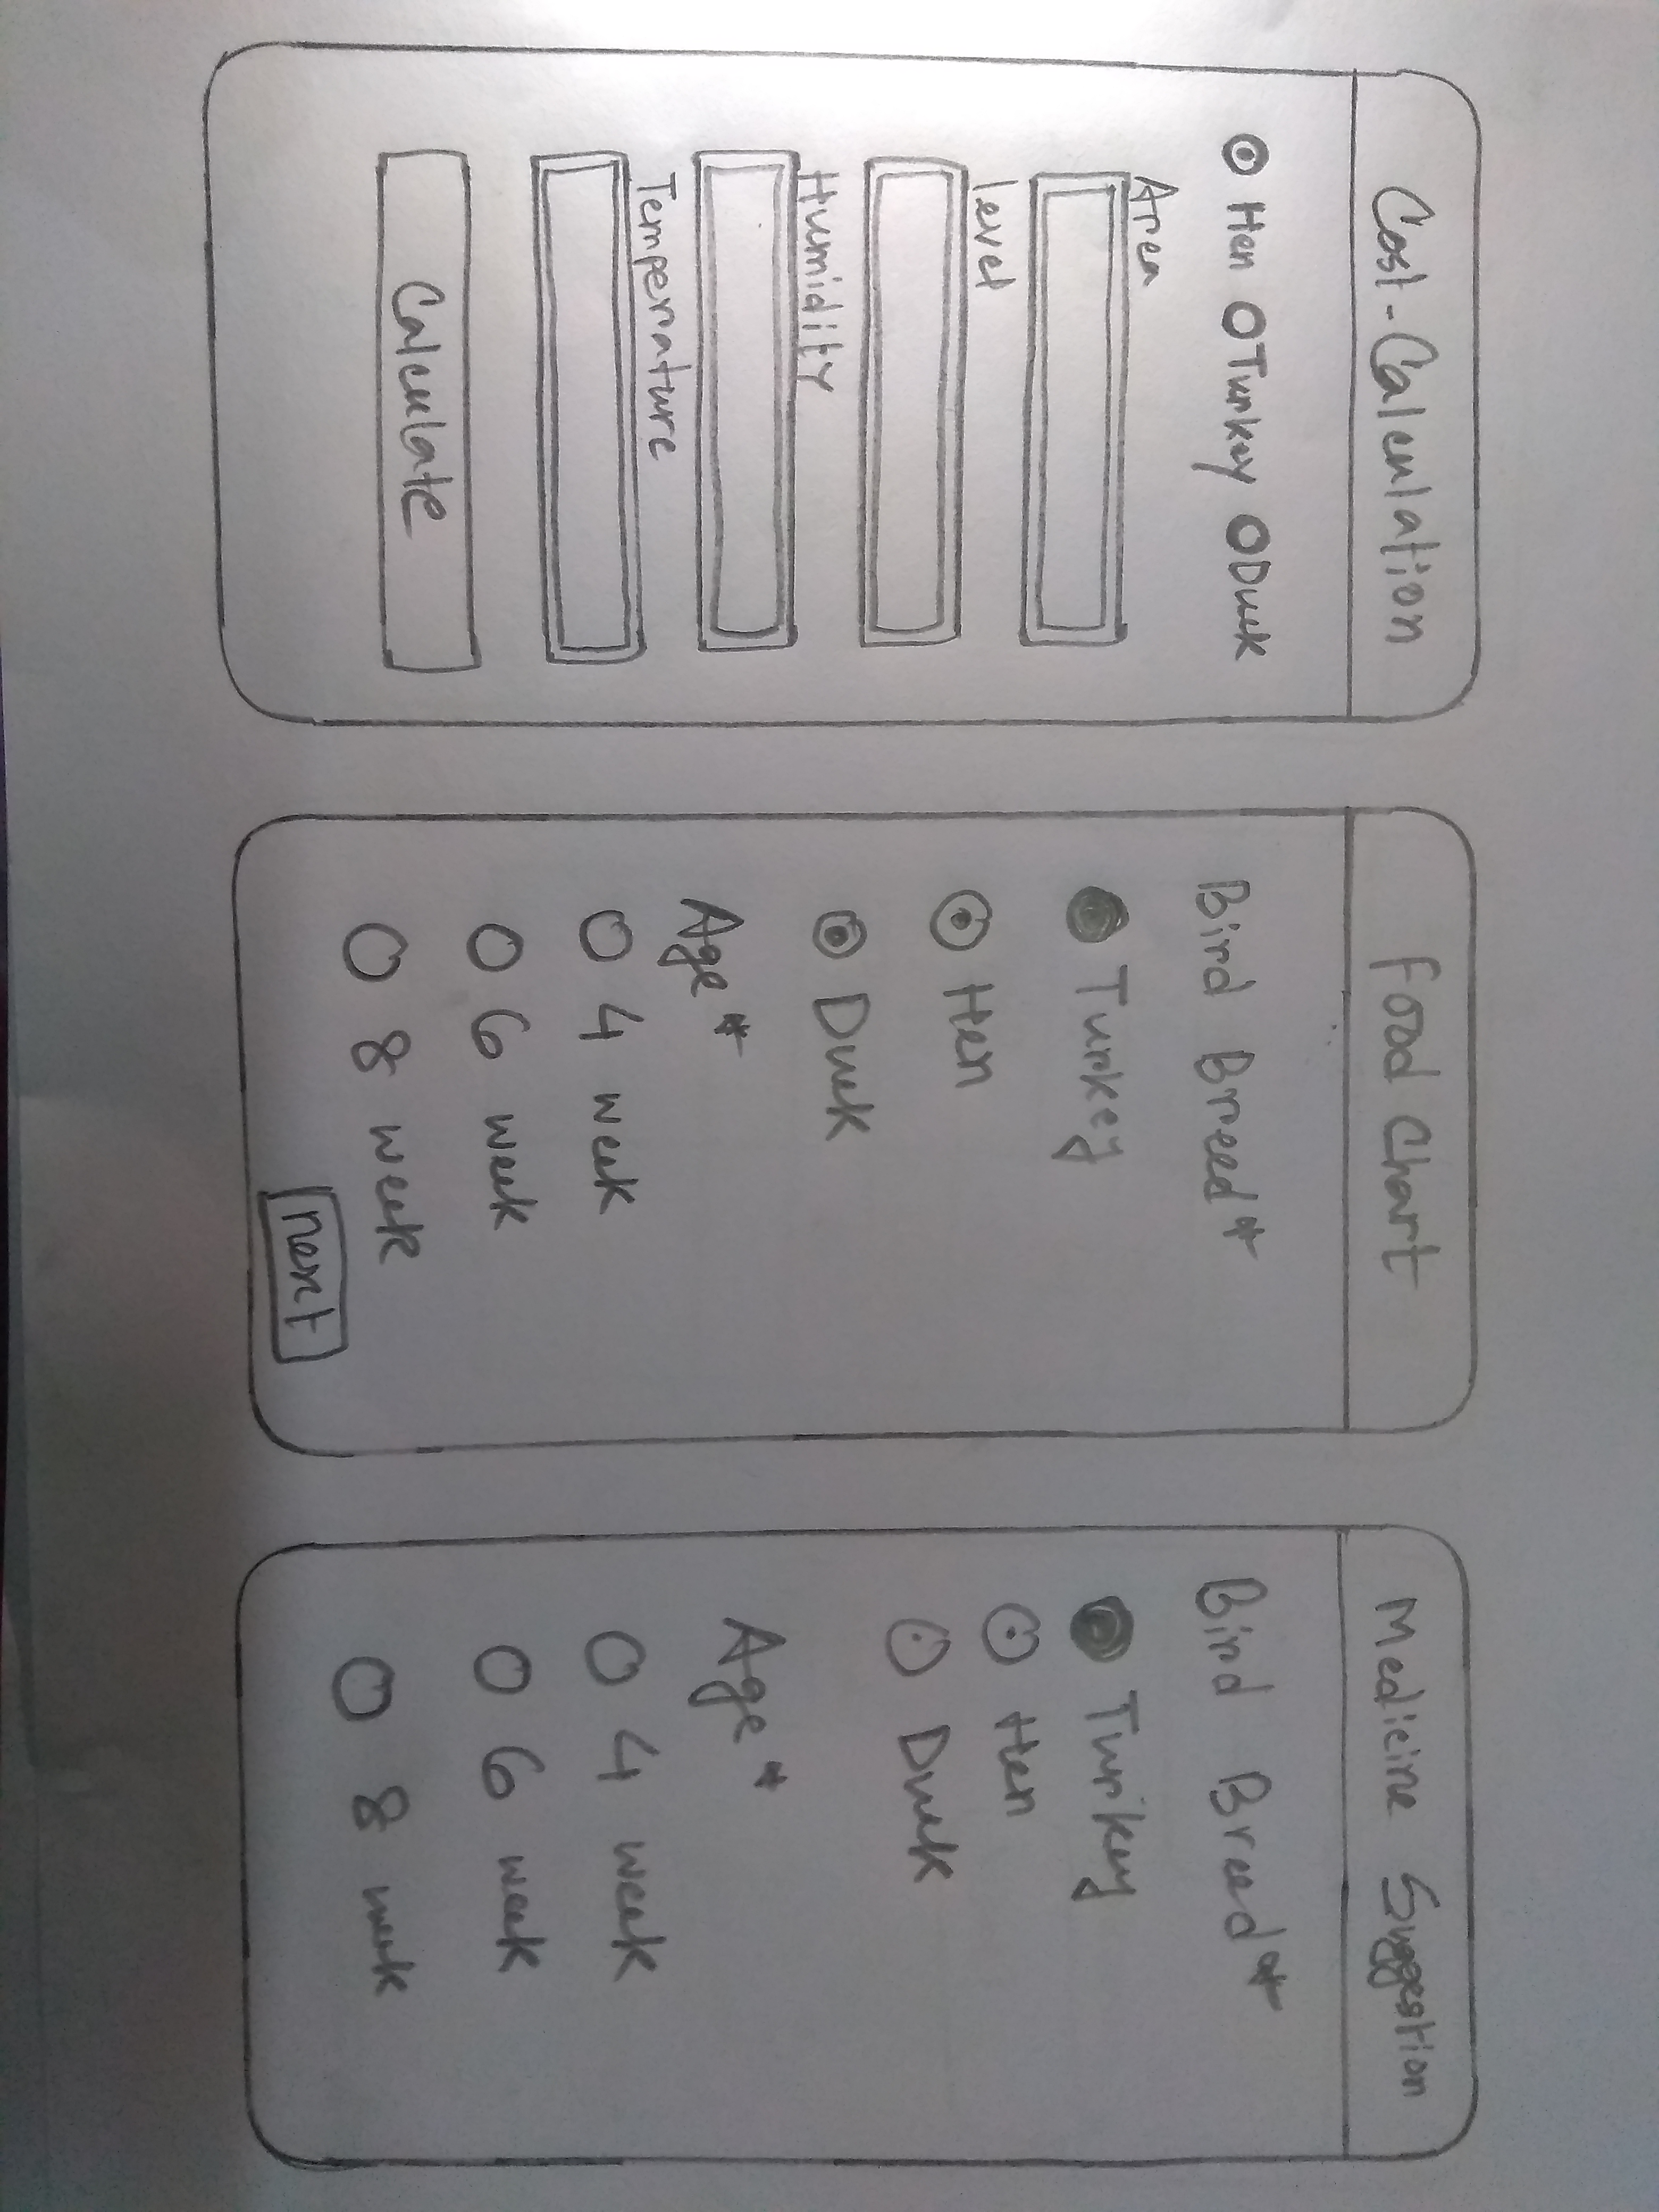 Cost-Calculation
Hen Turkey Duck
Area
level
Humidity
Temperature
Calculate
Food Chart
Bird Breed*
Turkey
Hen
Duck
Age*
4 week
6 week
8 week
next
Medicine Suggestion
Bird Breed*
Turkey
Hen
Duck
Age*
4 week
6 week
8 week